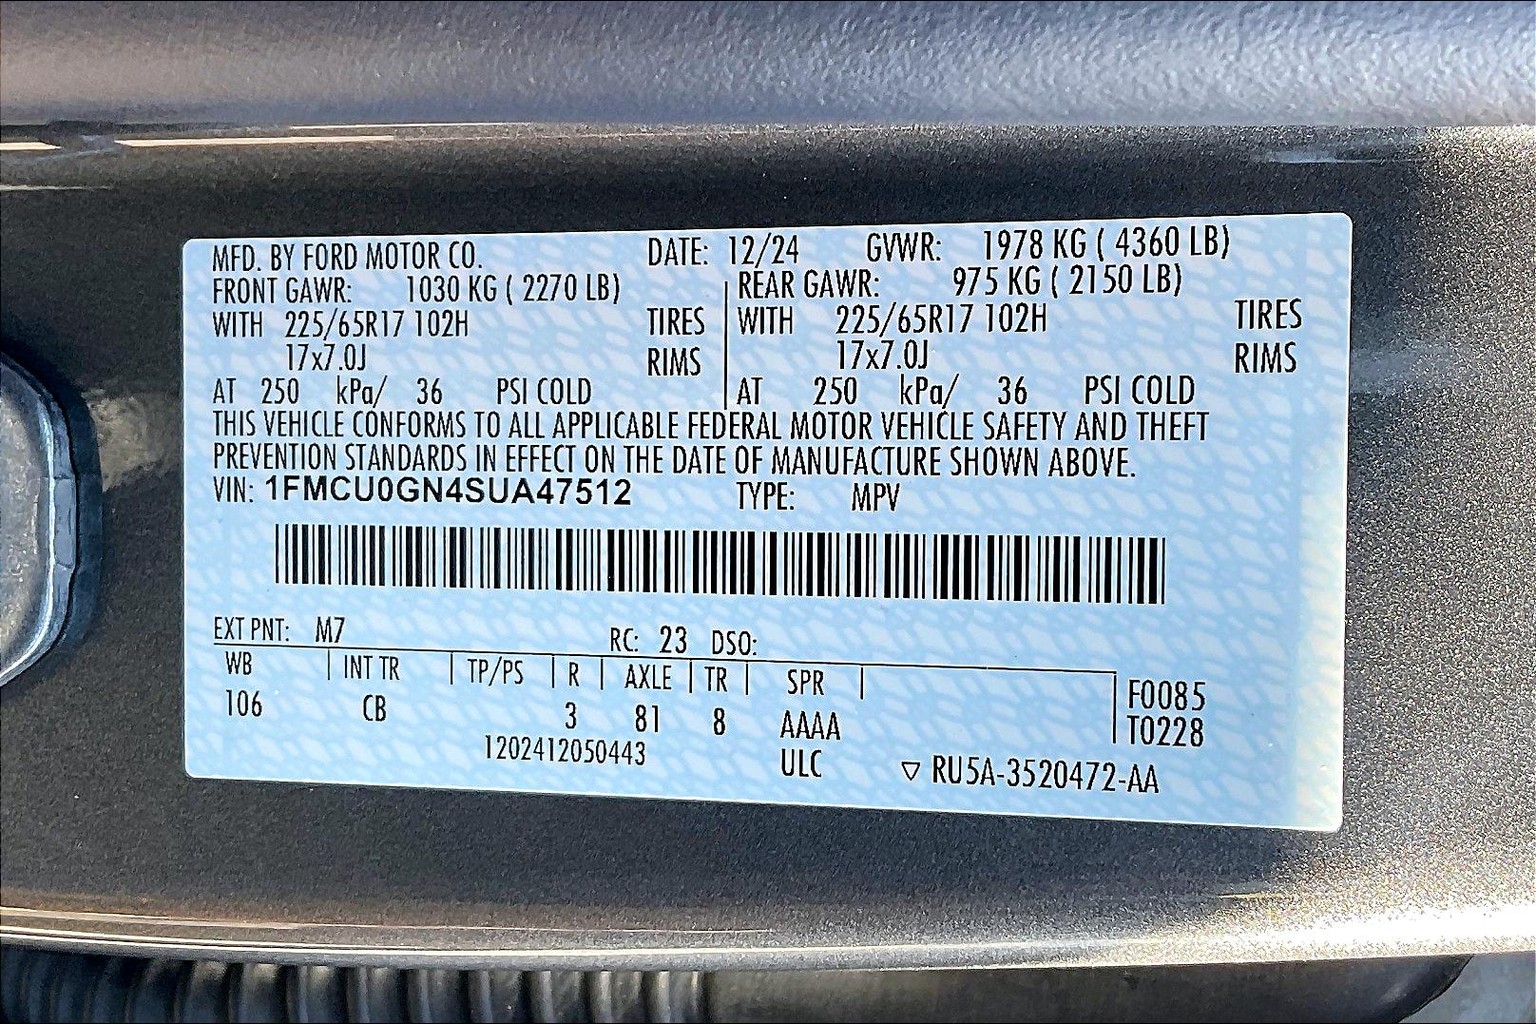 MFD. BY FORD MOTOR CO. DATE: 12/24 GVWR: 1978 KG ( 4360 LB)
FRONT GAWR: 1030 KG ( 2270 LB) REAR GAWR: 975 KG ( 2150 LB)
WITH 225/65R17 102H TIRES WITH 225/65R17 102H TIRES
17x7.0J RIMS 17x7.0J RIMS
AT 250 kPa/ 36 PSI COLD AT 250 kPa/ 36 PSI COLD
THIS VEHICLE CONFORMS TO ALL APPLICABLE FEDERAL MOTOR VEHICLE SAFETY AND THEFT
PREVENTION STANDARDS IN EFFECT ON THE DATE OF MANUFACTURE SHOWN ABOVE.
VIN: 1FMCU0GN4SUA47512 TYPE: MPV
EXT PNT: M7 RC: 23 DSO:
WB INT TR TP/PS R AXLE TR SPR
106 CB 3 81 8 AAAA
F0085
T0228
1202412050443 ULC ▽ RU5A-3520472-AA